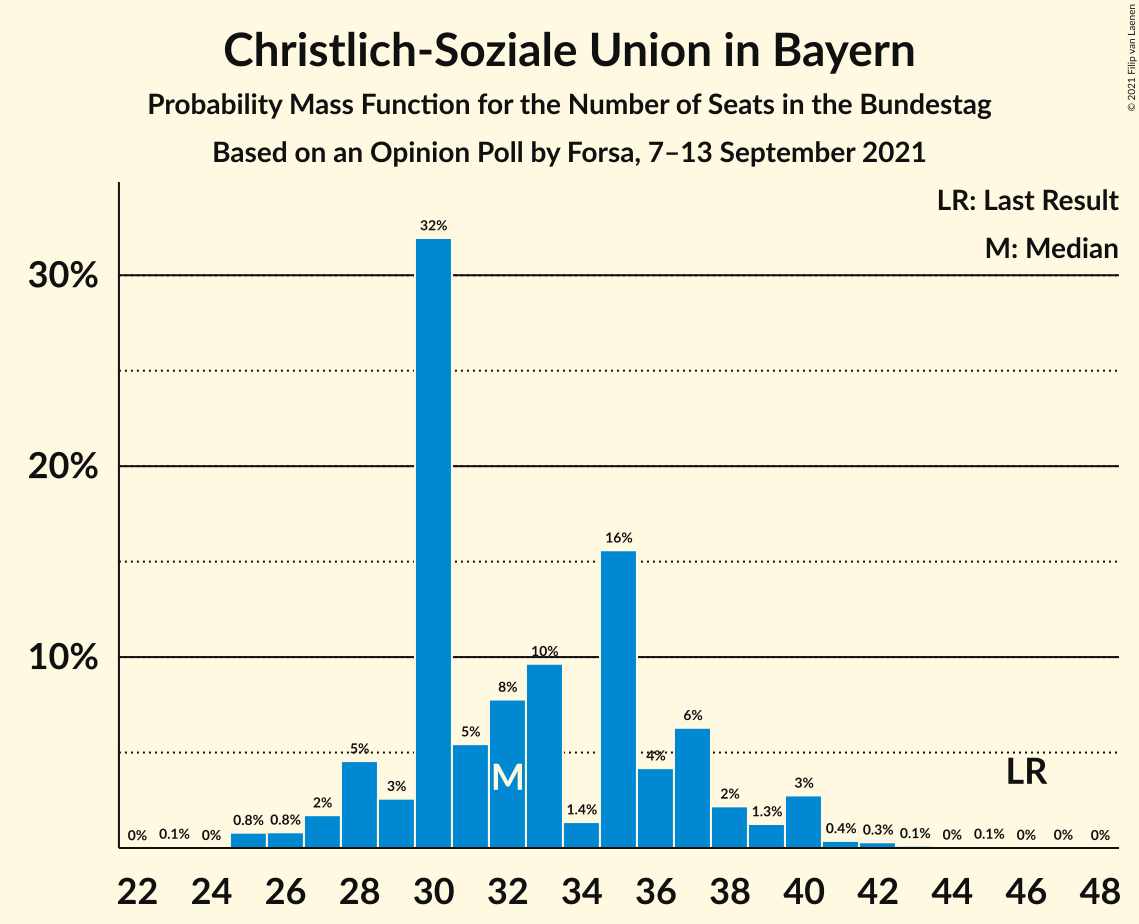 Christlich-Soziale Union in Bayern
Probability Mass Function for the Number of Seats in the Bundestag
Based on an Opinion Poll by Forsa, 7–13 September 2021
© 2021 Filip van Laenen
LR: Last Result
M: Median
30%
20%
10%
0% 0.1% 0% 0.8% 0.8% 2% 5% 3% 32% 5% 8% 10% 1.4% 16% 4% 6% 2% 1.3% 3% 0.4% 0.3% 0.1% 0% 0.1% 0% 0% 0%
M
LR
22 24 26 28 30 32 34 36 38 40 42 44 46 48